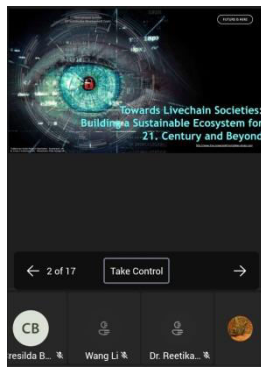 FUTURE IS HERE
Towards Livechain Societies:
Building a Sustainable Ecosystem for
21. Century and Beyond
2 of 17
Take Control
CB
resilda B...
Wang Li
Dr. Reetika...